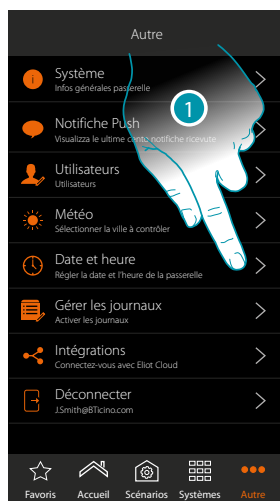 Autre
1
Système
Infos générales passerelle
Notifiche Push
Visualizza le ultime cento notifiche ricevute
Utilisateurs
Utilisateurs
Météo
Sélectionner la ville à contrôler
Date et heure
Régler la date et l'heure de la passerelle
Gérer les journaux
Activer les journaux
Intégrations
Connectez-vous avec Eliot Cloud
Déconnecter
J.Smith@BTicino.com
Favoris Accueil Scénarios Systèmes Autre